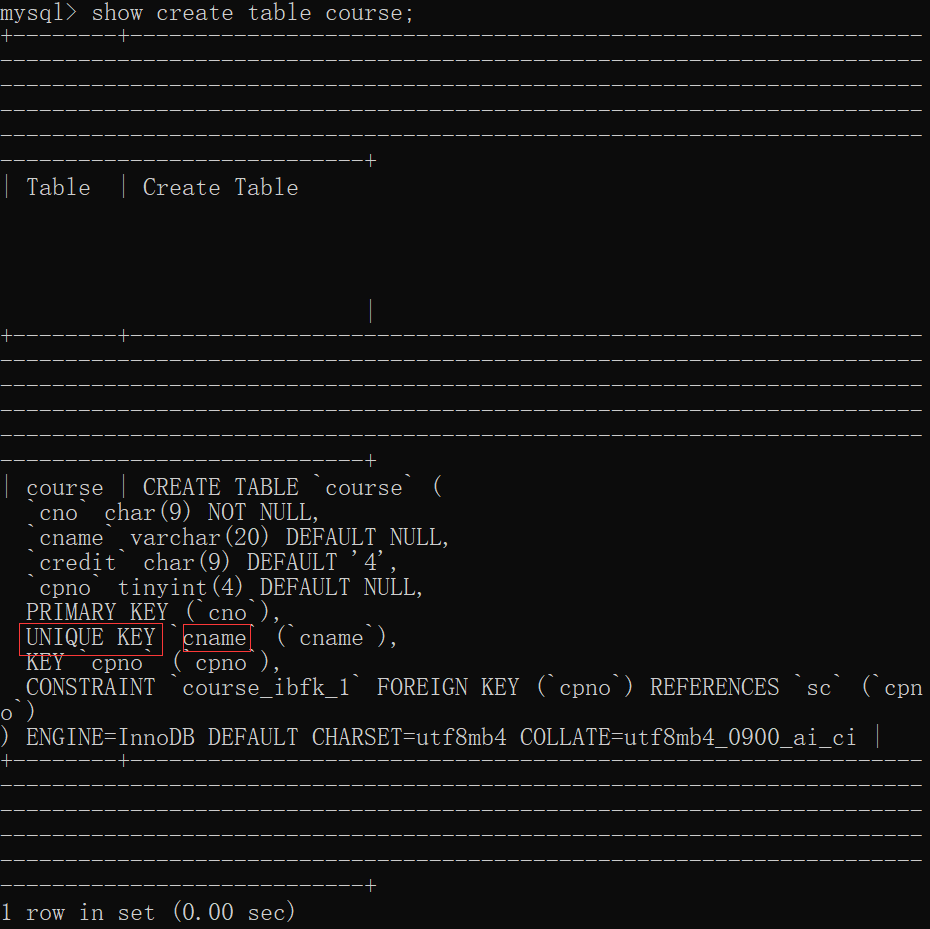 mysql> show create table course;
+--------+-------------------------------------------------------------
-----------------------------------------------------------------------
-----------------------------------------------------------------------
-----------------------------------------------------------------------
-----------------------------------------------------------------------
----------------------------+
| Table  | Create Table
|
+--------+-------------------------------------------------------------
-----------------------------------------------------------------------
-----------------------------------------------------------------------
-----------------------------------------------------------------------
-----------------------------------------------------------------------
----------------------------+
| course | CREATE TABLE `course` (
  `cno` char(9) NOT NULL,
  `cname` varchar(20) DEFAULT NULL,
  `credit` char(9) DEFAULT '4',
  `cpno` tinyint(4) DEFAULT NULL,
  PRIMARY KEY (`cno`),
  UNIQUE KEY `cname` (`cname`),
  KEY `cpno` (`cpno`),
  CONSTRAINT `course_ibfk_1` FOREIGN KEY (`cpno`) REFERENCES `sc` (`cpn
o`)
) ENGINE=InnoDB DEFAULT CHARSET=utf8mb4 COLLATE=utf8mb4_0900_ai_ci |
+--------+-------------------------------------------------------------
-----------------------------------------------------------------------
-----------------------------------------------------------------------
-----------------------------------------------------------------------
-----------------------------------------------------------------------
----------------------------+
1 row in set (0.00 sec)